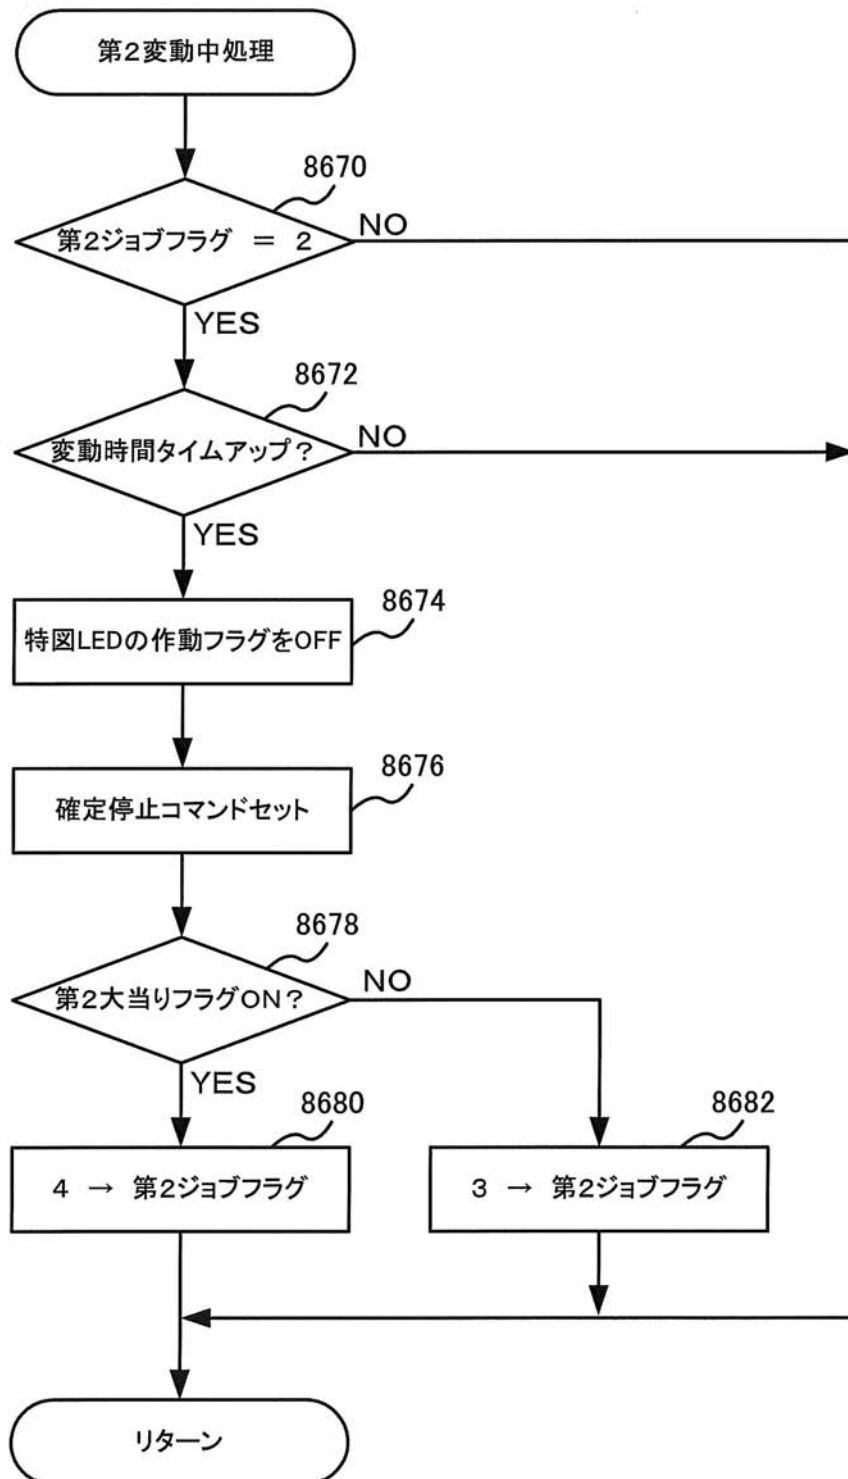 第2変動中処理
8670
第2ジョブフラグ = 2
NO
YES
8672
変動時間タイムアップ?
NO
YES
8674
特図LEDの作動フラグをOFF
8676
確定停止コマンドセット
8678
第2大当りフラグON?
NO
YES
8680
8682
4 → 第2ジョブフラグ
3 → 第2ジョブフラグ
リターン